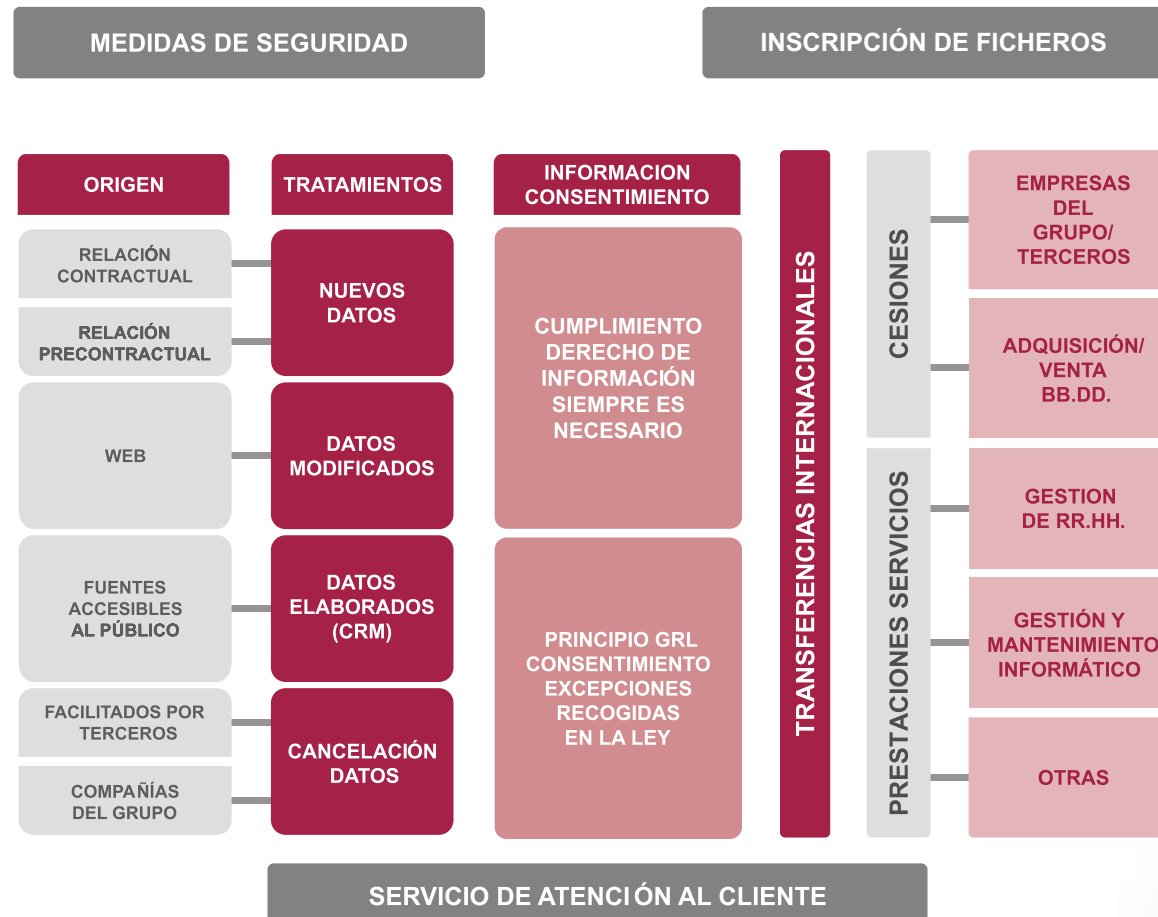 MEDIDAS DE SEGURIDAD
INSCRIPCIÓN DE FICHEROS
ORIGEN
RELACIÓN
CONTRACTUAL
RELACIÓN
PRECONTRACTUAL
WEB
FUENTES
ACCESIBLES
AL PÚBLICO
FACILITADOS POR
TERCEROS
COMPAÑÍAS
DEL GRUPO
TRATAMIENTOS
NUEVOS
DATOS
DATOS
MODIFICADOS
DATOS
ELABORADOS
(CRM)
CANCELACIÓN
DATOS
INFORMACION
CONSENTIMIENTO
CUMPLIMIENTO
DERECHO DE
INFORMACIÓN
SIEMPRE ES
NECESARIO
PRINCIPIO GRL
CONSENTIMIENTO
EXCEPCIONES
RECOGIDAS
EN LA LEY
TRANSFERENCIAS INTERNACIONALES
CESIONES
EMPRESAS
DEL
GRUPO/
TERCEROS
ADQUISICIÓN/
VENTA
BB.DD.
PRESTACIONES SERVICIOS
GESTION
DE RR.HH.
GESTIÓN Y
MANTENIMIENTO
INFORMÁTICO
OTRAS
SERVICIO DE ATENCIÓN AL CLIENTE